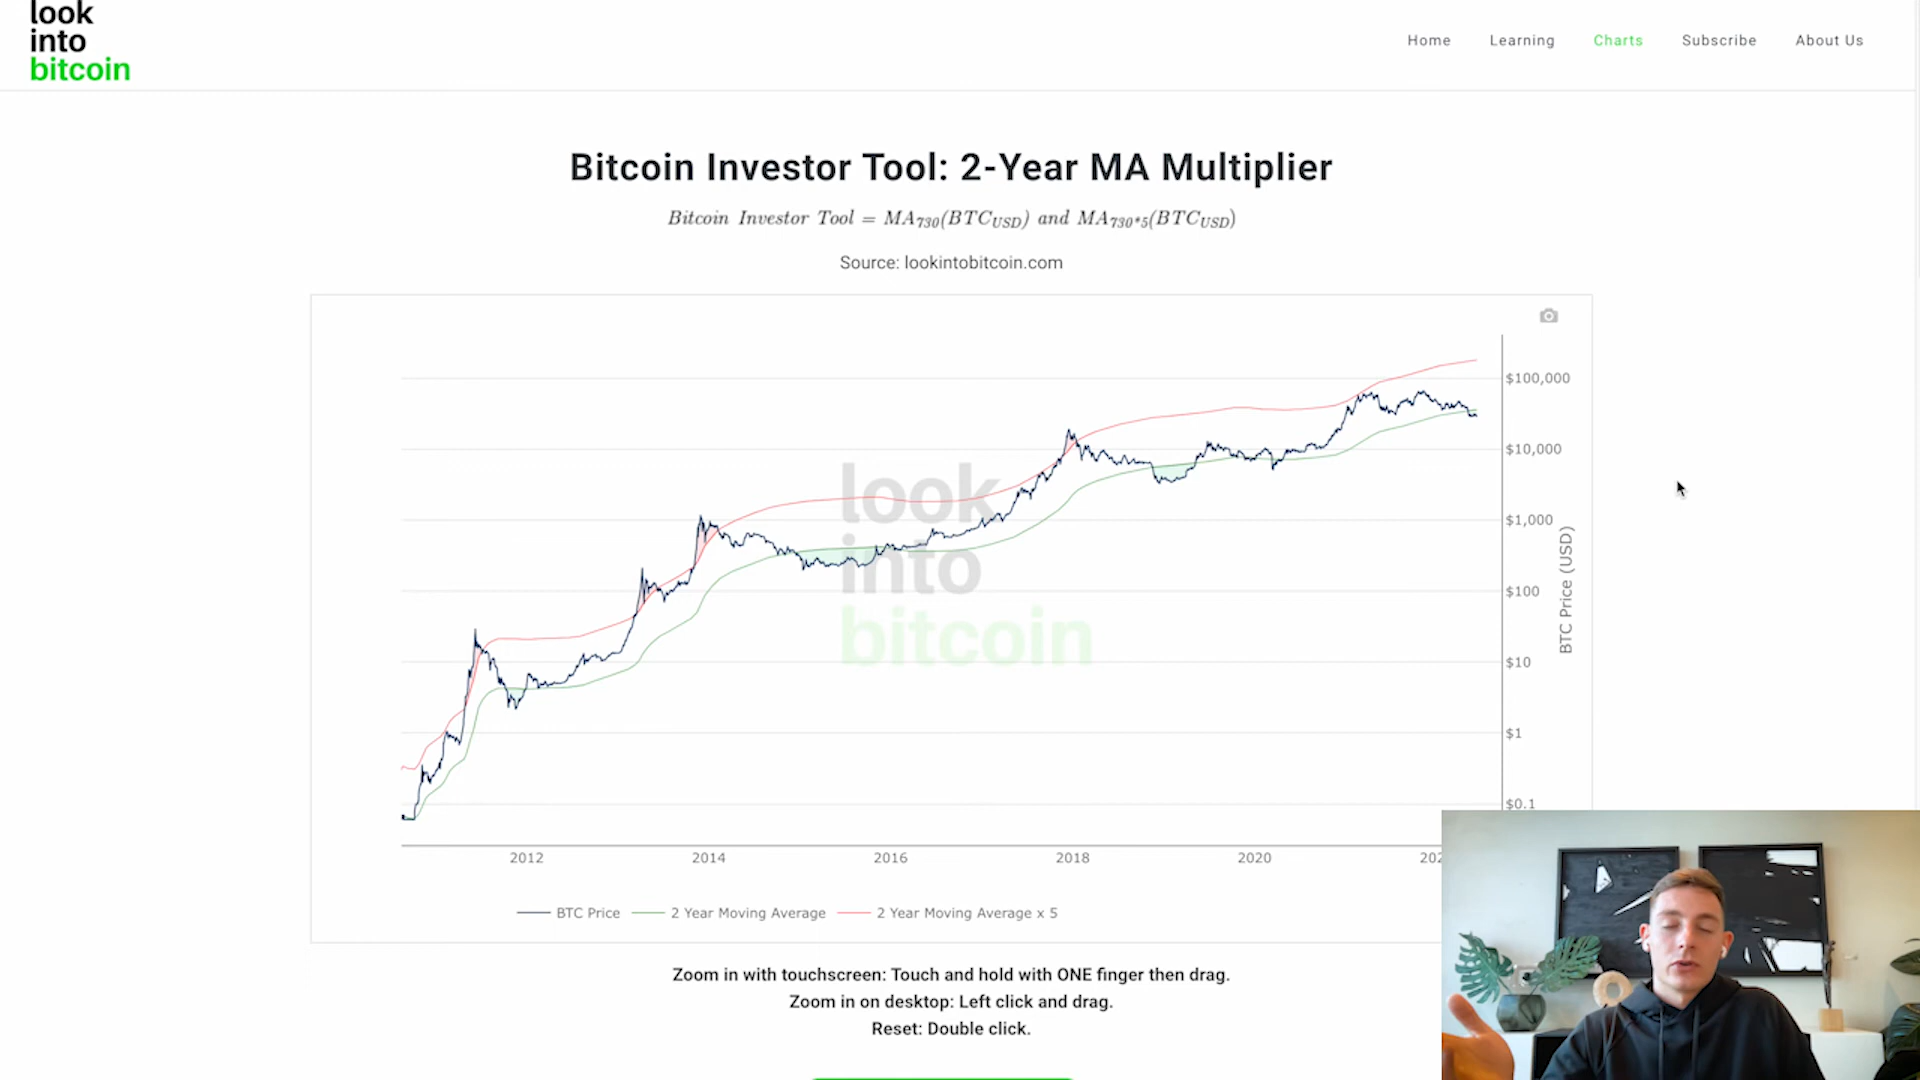 look
into
bitcoin
Home Learning Charts Subscribe About Us
Bitcoin Investor Tool: 2-Year MA Multiplier
Bitcoin Investor Tool = MA730(BTCUSD) and MA730*5(BTCUSD)
Source: lookintobitcoin.com
$100,000
$10,000
$1,000
$100
$10
$1
$0.1
BTC Price (USD)
look
into
bitcoin
2012 2014 2016 2018 2020
BTC Price 2 Year Moving Average 2 Year Moving Average x 5
Zoom in with touchscreen: Touch and hold with ONE finger then drag.
Zoom in on desktop: Left click and drag.
Reset: Double click.